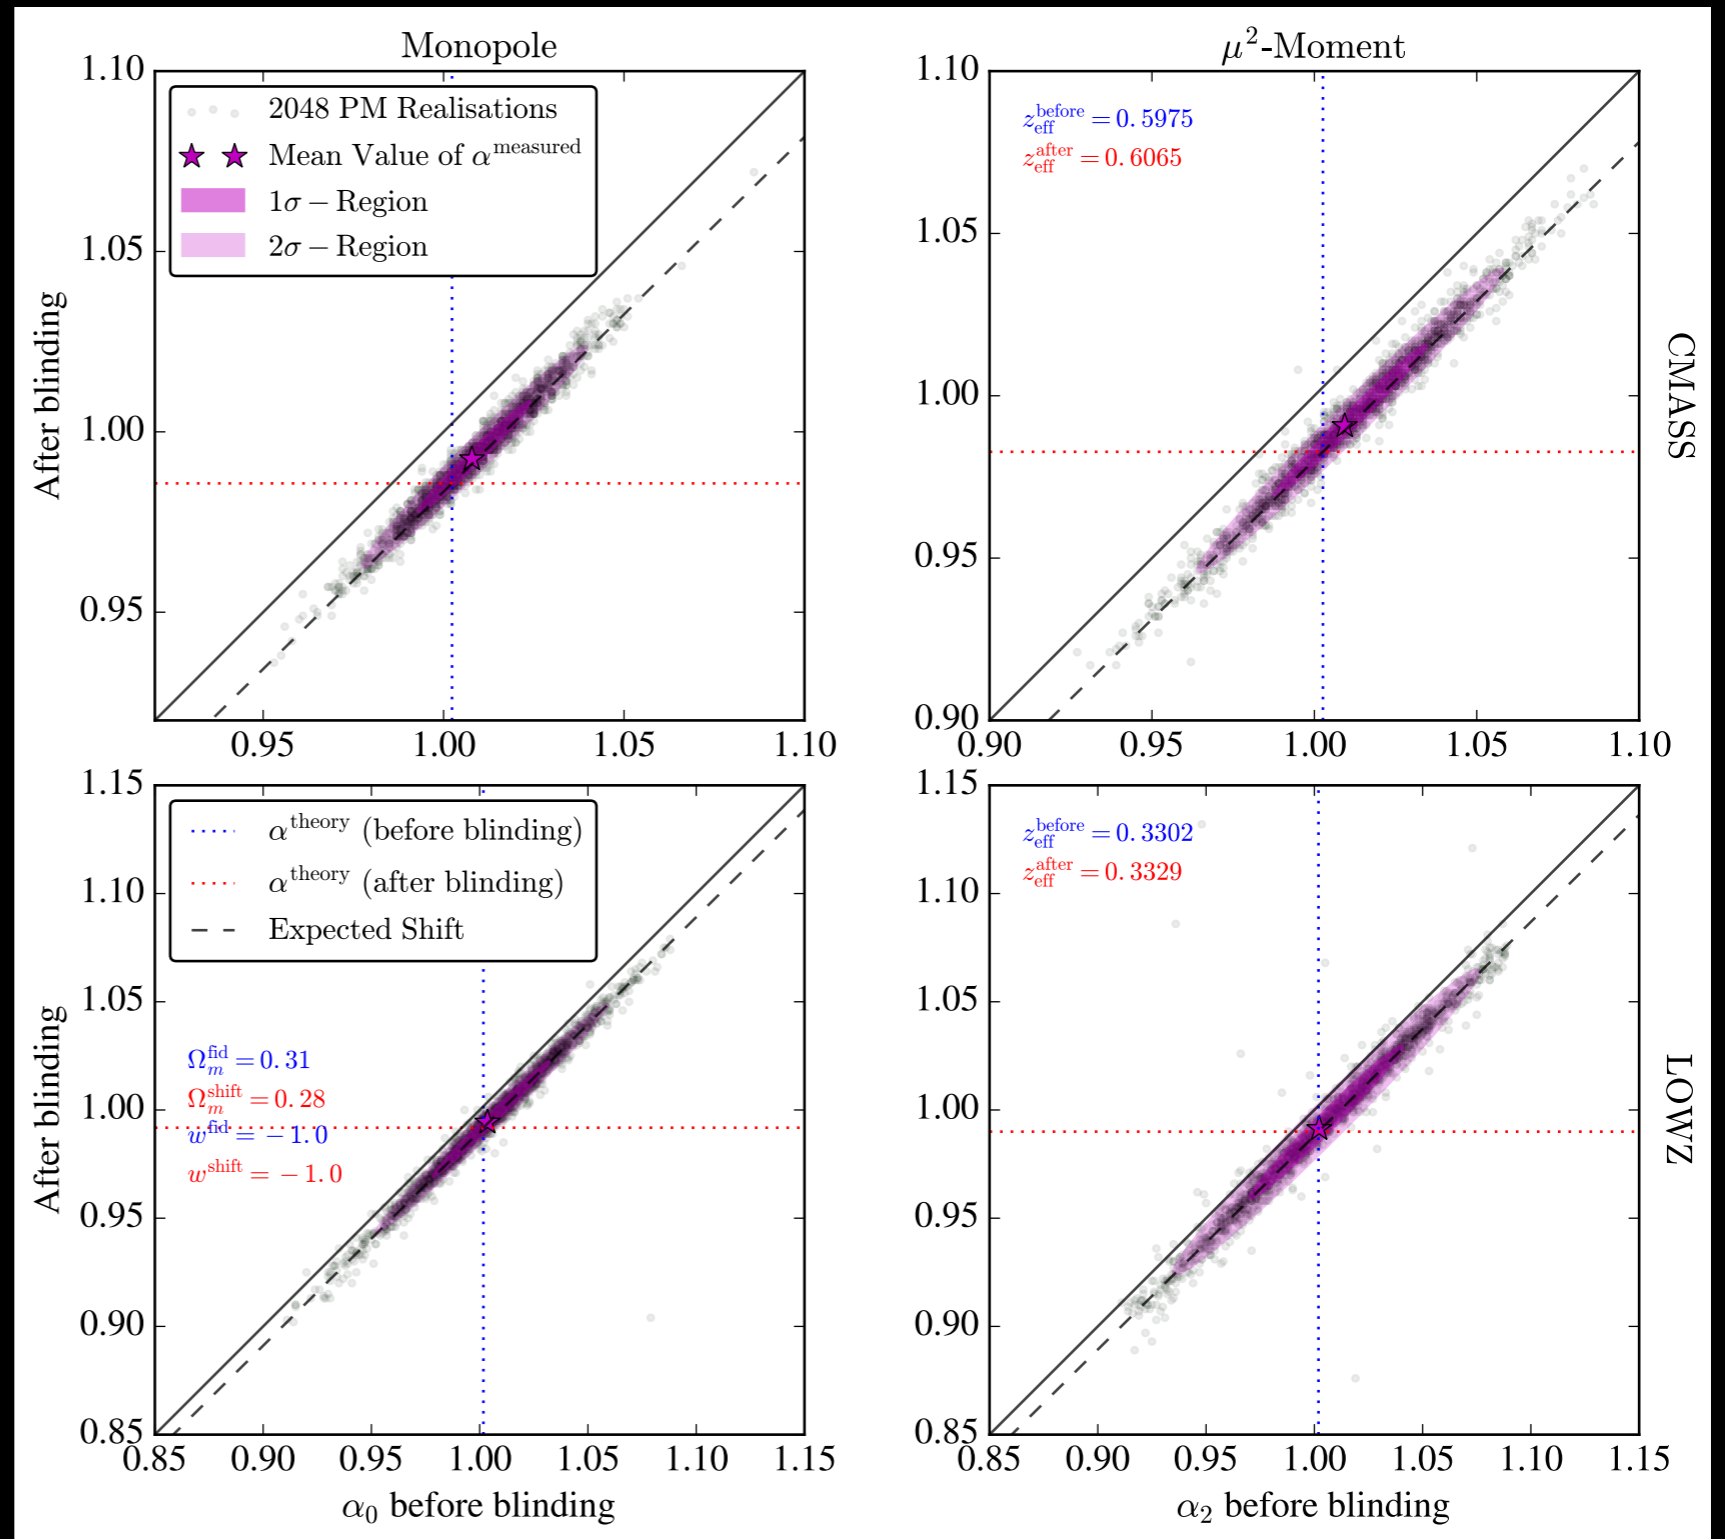 Monopole
μ²-Moment
1.10
1.05
1.00
0.95
After blinding
2048 PM Realisations
Mean Value of α^measured
1σ − Region
2σ − Region
0.95 1.00 1.05 1.10
1.10
1.05
1.00
0.95
0.90
z_eff^before = 0.5975
z_eff^after = 0.6065
CMASS
0.90 0.95 1.00 1.05 1.10
1.15
1.10
1.05
1.00
0.95
0.90
0.85
After blinding
α^theory (before blinding)
α^theory (after blinding)
Expected Shift
Ω_m^fid = 0.31
Ω_m^shift = 0.28
w^fid = −1.0
w^shift = −1.0
0.85 0.90 0.95 1.00 1.05 1.10 1.15
α₀ before blinding
1.15
1.10
1.05
1.00
0.95
0.90
0.85
z_eff^before = 0.3302
z_eff^after = 0.3329
LOWZ
0.85 0.90 0.95 1.00 1.05 1.10 1.15
α₂ before blinding